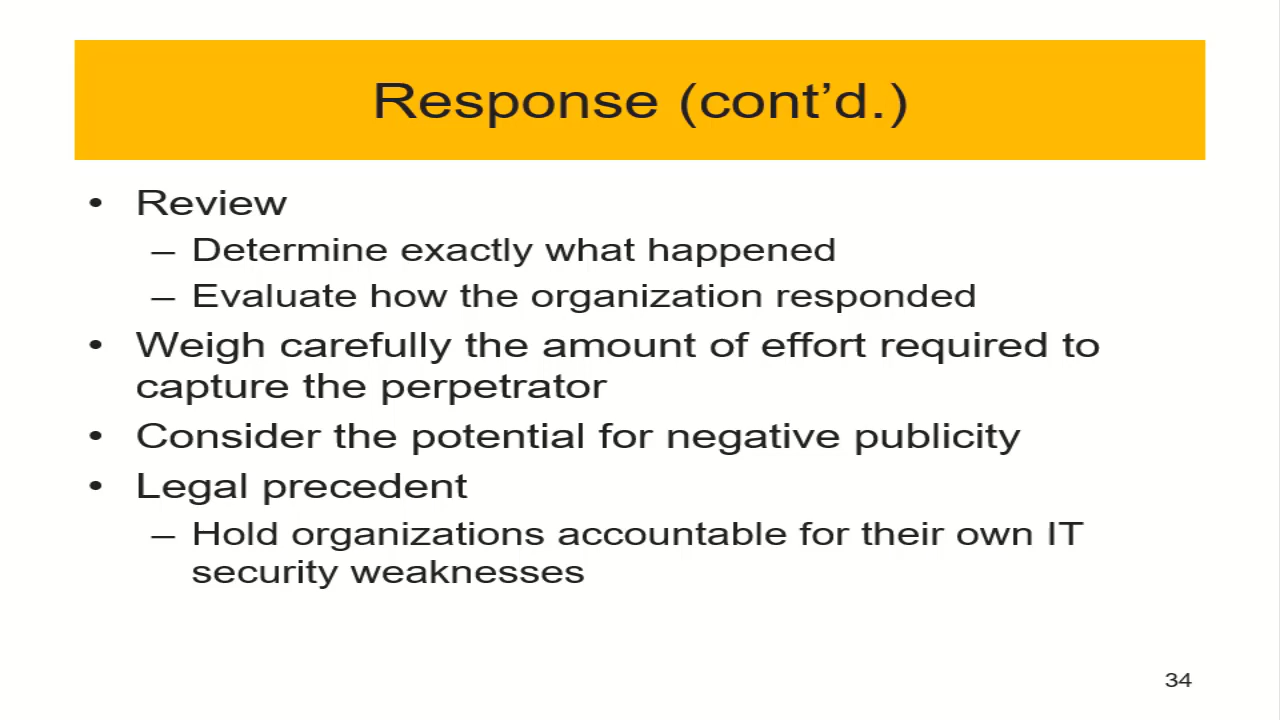 Response (cont’d.)
• Review
– Determine exactly what happened
– Evaluate how the organization responded
• Weigh carefully the amount of effort required to
capture the perpetrator
• Consider the potential for negative publicity
• Legal precedent
– Hold organizations accountable for their own IT
security weaknesses
34